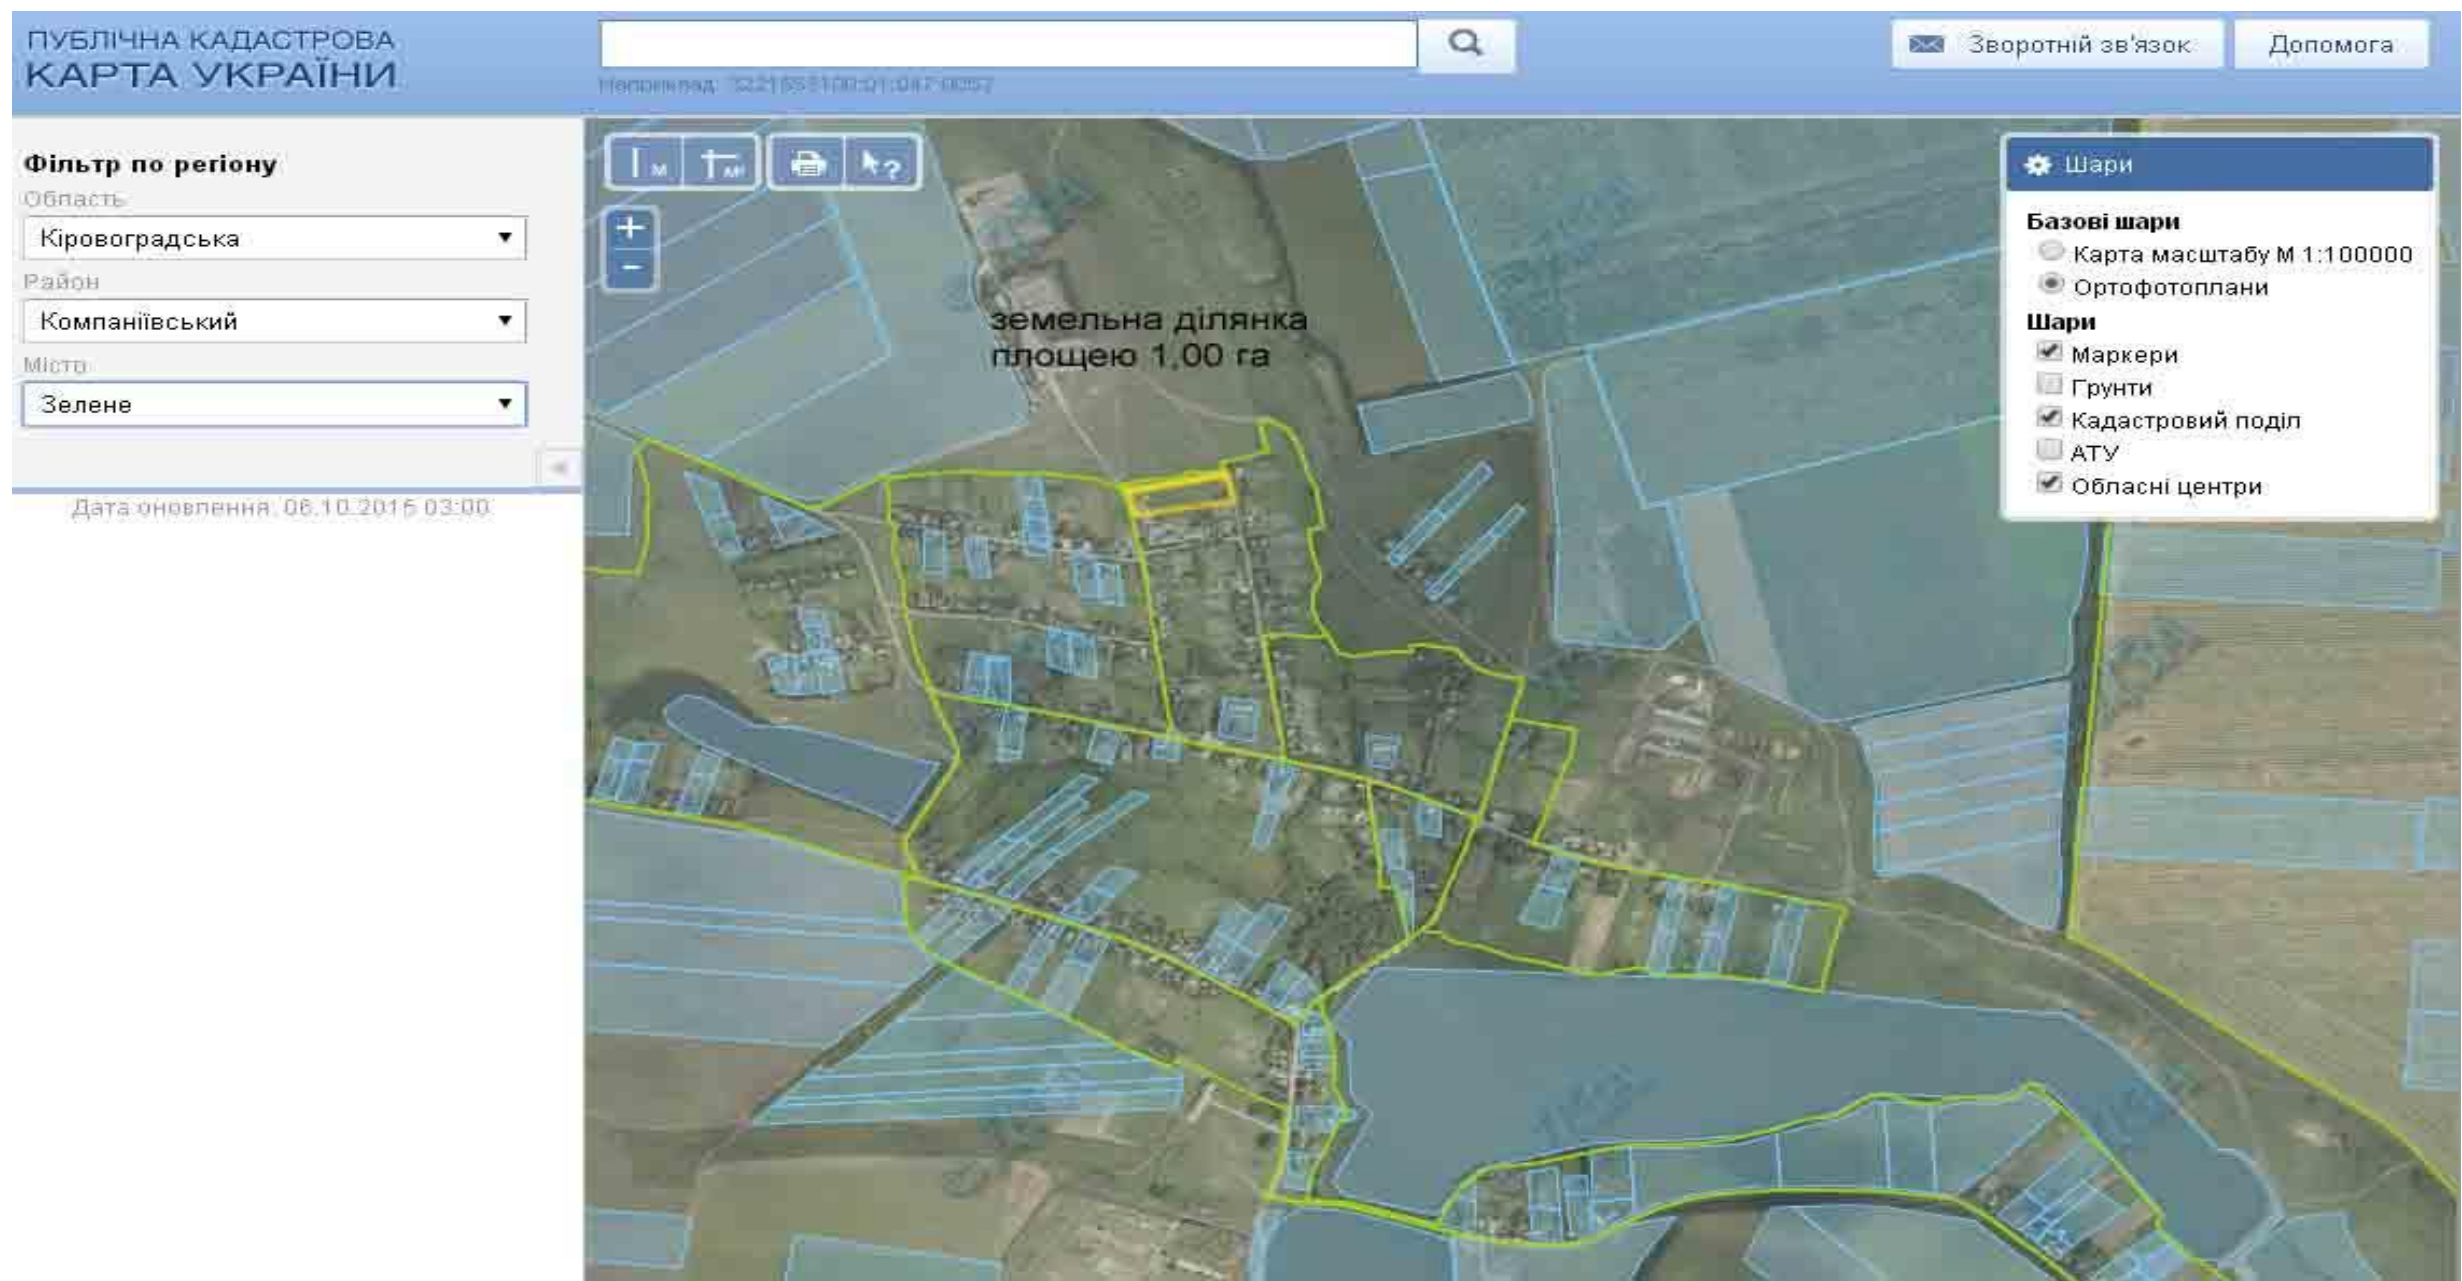 ПУБЛІЧНА КАДАСТРОВА
КАРТА УКРАЇНИ
Зворотній зв'язок
Допомога
Фільтр по регіону
Область
Кіровоградська
Район
Компаніївський
Місто
Зелене
Дата оновлення: 06.10.2015 03:00
м
м²
?
+
−
земельна ділянка
площею 1,00 га
Шари
Базові шари
Карта масштабу М 1:100000
Ортофотоплани
Шари
Маркери
Грунти
Кадастровий поділ
АТУ
Обласні центри